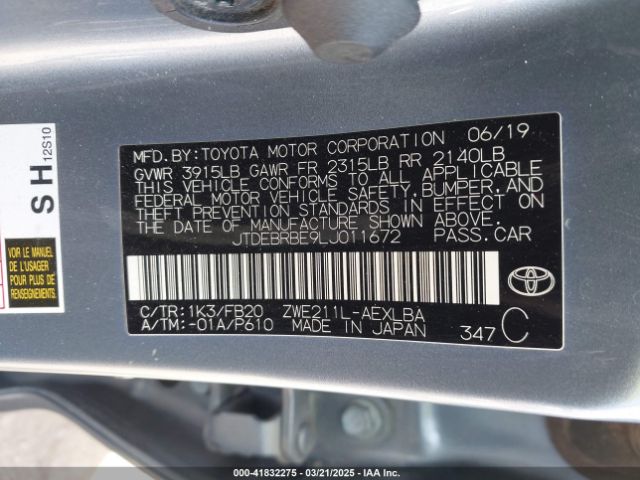 MFD.BY:TOYOTA MOTOR CORPORATION 06/19
GVWR 3915LB GAWR FR 2315LB RR 2140LB
THIS VEHICLE CONFORMS TO ALL APPLICABLE
FEDERAL MOTOR VEHICLE SAFETY,BUMPER,AND
THEFT PREVENTION STANDARDS IN EFFECT ON
THE DATE OF MANUFACTURE SHOWN ABOVE.
JTDEBRBE9LJ011672 PASS.CAR
C/TR:1K3/FB20 ZWE211L-AEXLBA
A/TM:-01A/P610 MADE IN JAPAN 347 C
SH 12S10
VOIR LE MANUEL
DE L'USAGER
POUR PLUS DE
000-41832275 — 03/21/2025 — IAA Inc.